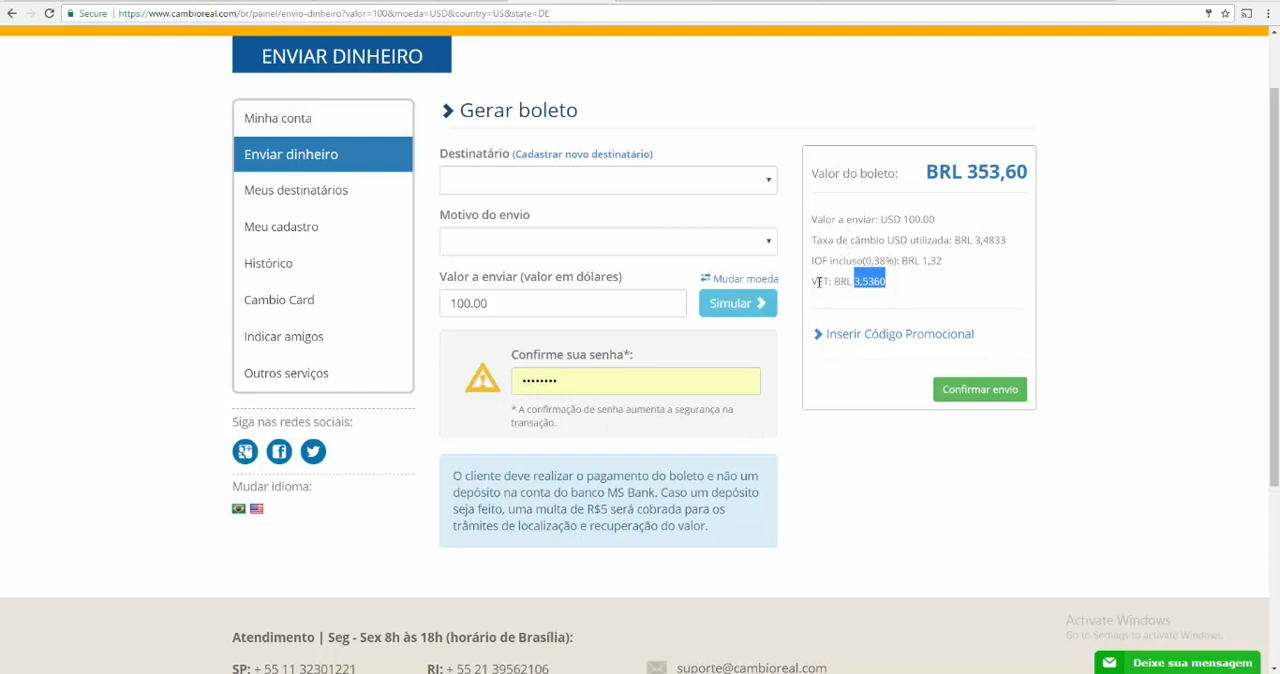 Secure
https://www.cambioreal.com/br/painel/envio-dinheiro?valor=100&moeda=USD&country=US&state=DE
ENVIAR DINHEIRO
Minha conta
Enviar dinheiro
Meus destinatários
Meu cadastro
Histórico
Cambio Card
Indicar amigos
Outros serviços
Siga nas redes sociais:
Mudar idioma:
Gerar boleto
Destinatário (Cadastrar novo destinatário)
Motivo do envio
Valor a enviar (valor em dólares)
Mudar moeda
100.00
Simular
Confirme sua senha*:
••••••••
* A confirmação de senha aumenta a segurança na
transação.
O cliente deve realizar o pagamento do boleto e não um
depósito na conta do banco MS Bank. Caso um depósito
seja feito, uma multa de R$5 será cobrada para os
trâmites de localização e recuperação do valor.
Valor do boleto: BRL 353,60
Valor a enviar: USD 100.00
Taxa de câmbio USD utilizada: BRL 3,4833
IOF incluso(0,38%): BRL 1,32
VET: BRL 3,5360
Inserir Código Promocional
Confirmar envio
Activate Windows
Go to Settings to activate Windows.
Atendimento | Seg - Sex 8h às 18h (horário de Brasília):
SP: + 55 11 32301221
RJ: + 55 21 39562106
suporte@cambioreal.com
Deixe sua mensagem